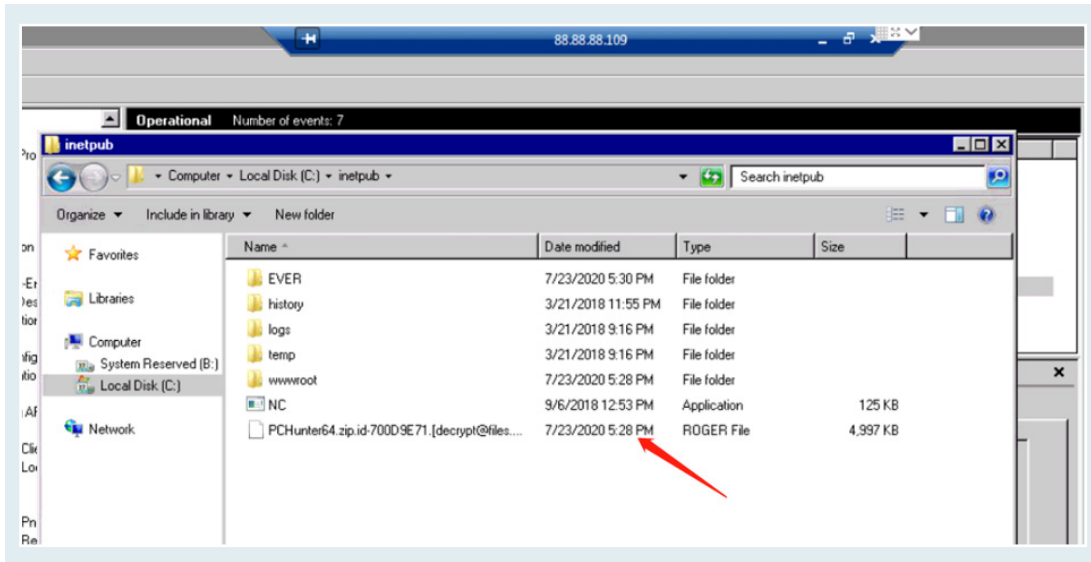 88.88.88.109
Operational Number of events: 7
inetpub
Computer Local Disk (C:) inetpub
Search inetpub
Organize Include in library New folder
Name Date modified Type Size
Favorites
Libraries
Computer
System Reserved (B:)
Local Disk (C:)
Network
EVER 7/23/2020 5:30 PM File folder
history 3/21/2018 11:55 PM File folder
logs 3/21/2018 9:16 PM File folder
temp 3/21/2018 9:16 PM File folder
wwwroot 7/23/2020 5:28 PM File folder
NC 9/6/2018 12:53 PM Application 125 KB
PCHunter64.zip.id-700D9E71.[decrypt@files.... 7/23/2020 5:28 PM ROGER File 4,997 KB